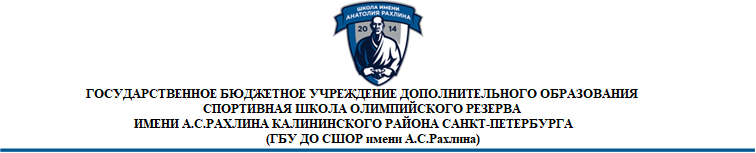 ШКОЛА ИМЕНИ
АНАТОЛИЯ РАХЛИНА
20 14
ГОСУДАРСТВЕННОЕ БЮДЖЕТНОЕ УЧРЕЖДЕНИЕ ДОПОЛНИТЕЛЬНОГО ОБРАЗОВАНИЯ
СПОРТИВНАЯ ШКОЛА ОЛИМПИЙСКОГО РЕЗЕРВА
ИМЕНИ А.С.РАХЛИНА КАЛИНИНСКОГО РАЙОНА САНКТ-ПЕТЕРБУРГА
(ГБУ ДО СШОР имени А.С.Рахлина)